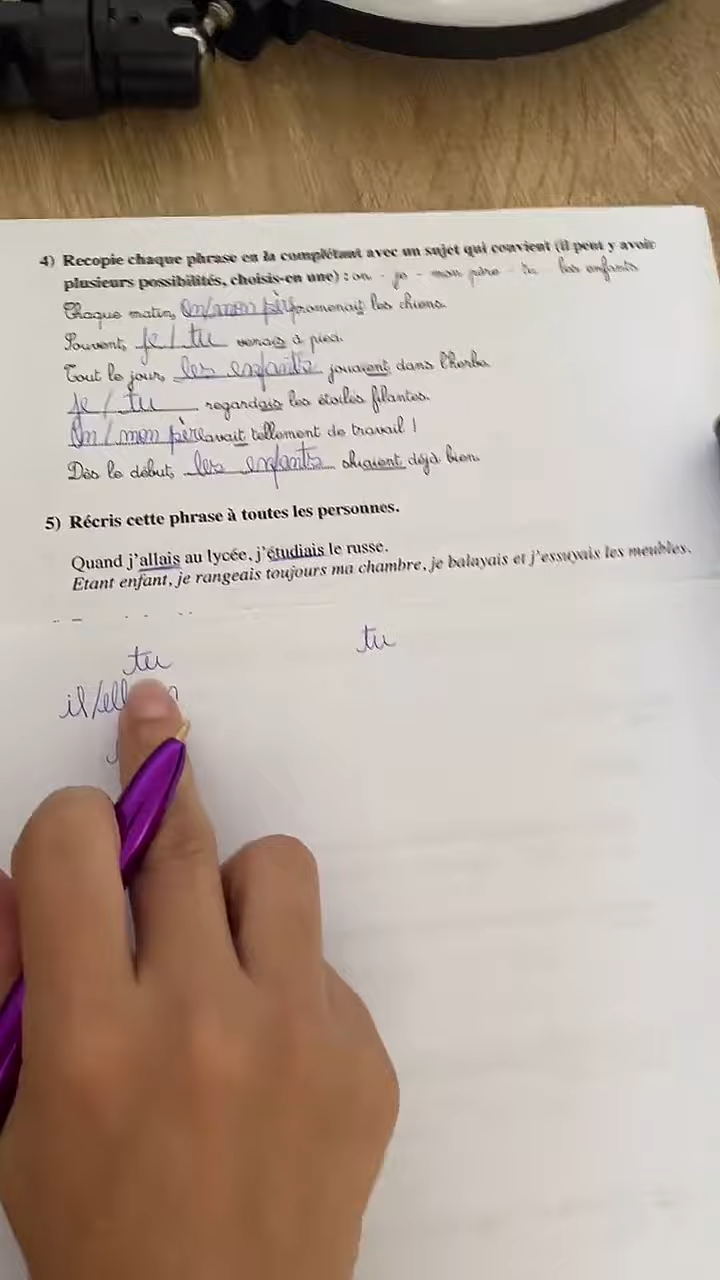 4) Recopie chaque phrase en la complétant avec un sujet qui convient (il peut y avoir
plusieurs possibilités, choisis-en une) : on - je - mon père - tu les enfants
Chaque matin, On/mon pèr promenait les chiens.
Souvent, je / tu venais à pied.
Tout le jour, les enfants jouaient dans l'herbe.
je / tu regardais les étoiles filantes.
On / mon père avait tellement de travail !
Dès le début, les enfants skiaient déjà bien.
5) Récris cette phrase à toutes les personnes.
Quand j'allais au lycée, j'étudiais le russe.
Etant enfant, je rangeais toujours ma chambre, je balayais et j'essuyais les meubles.
tu tu
il/ell